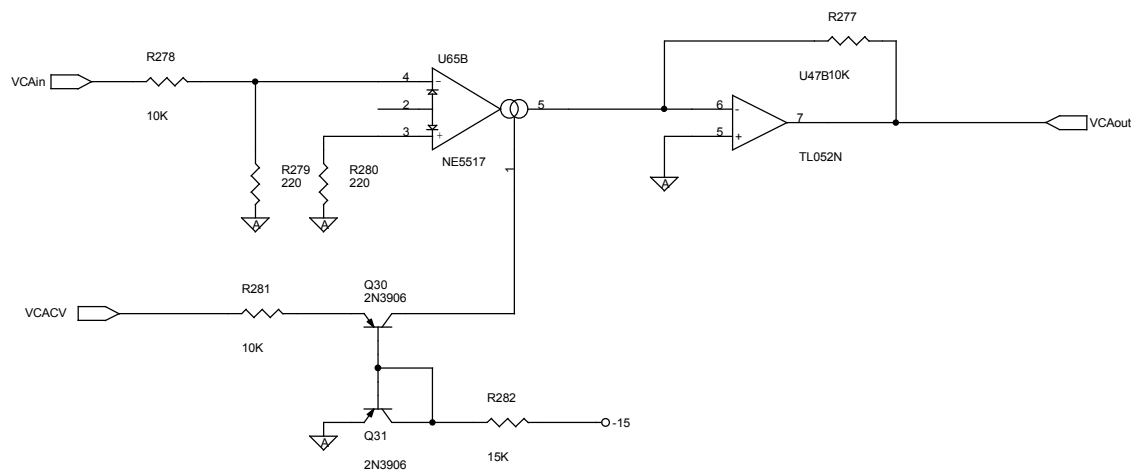 R277
U47B10K
R278
VCAin
10K
U65B
4
-
2
3
+
NE5517
5
1
6
-
5
+
7
TL052N
VCAout
A
R279
220
R280
220
A
A
VCACV
R281
10K
Q30
2N3906
R282
-15
15K
A
Q31
2N3906